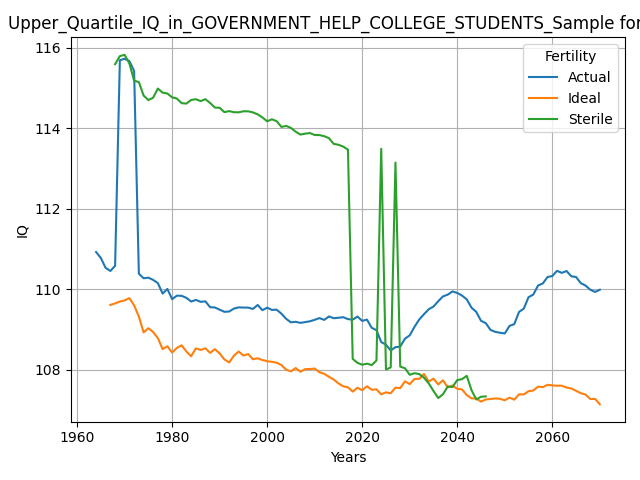 Upper_Quartile_IQ_in_GOVERNMENT_HELP_COLLEGE_STUDENTS_Sample for
116
114
112
110
108
IQ
Fertility
Actual
Ideal
Sterile
1960
1980
2000
2020
2040
2060
Years